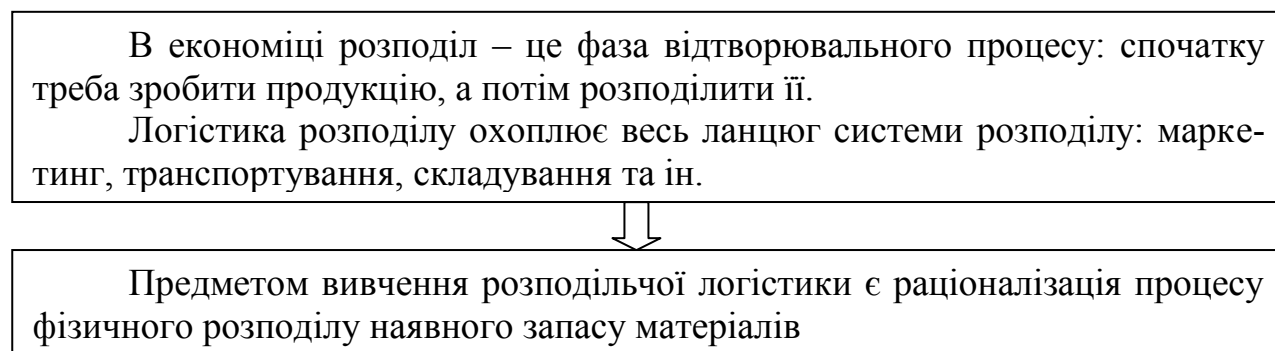 В економіці розподіл – це фаза відтворювального процесу: спочатку
треба зробити продукцію, а потім розподілити її.
Логістика розподілу охоплює весь ланцюг системи розподілу: марке-
тинг, транспортування, складування та ін.
Предметом вивчення розподільчої логістики є раціоналізація процесу
фізичного розподілу наявного запасу матеріалів